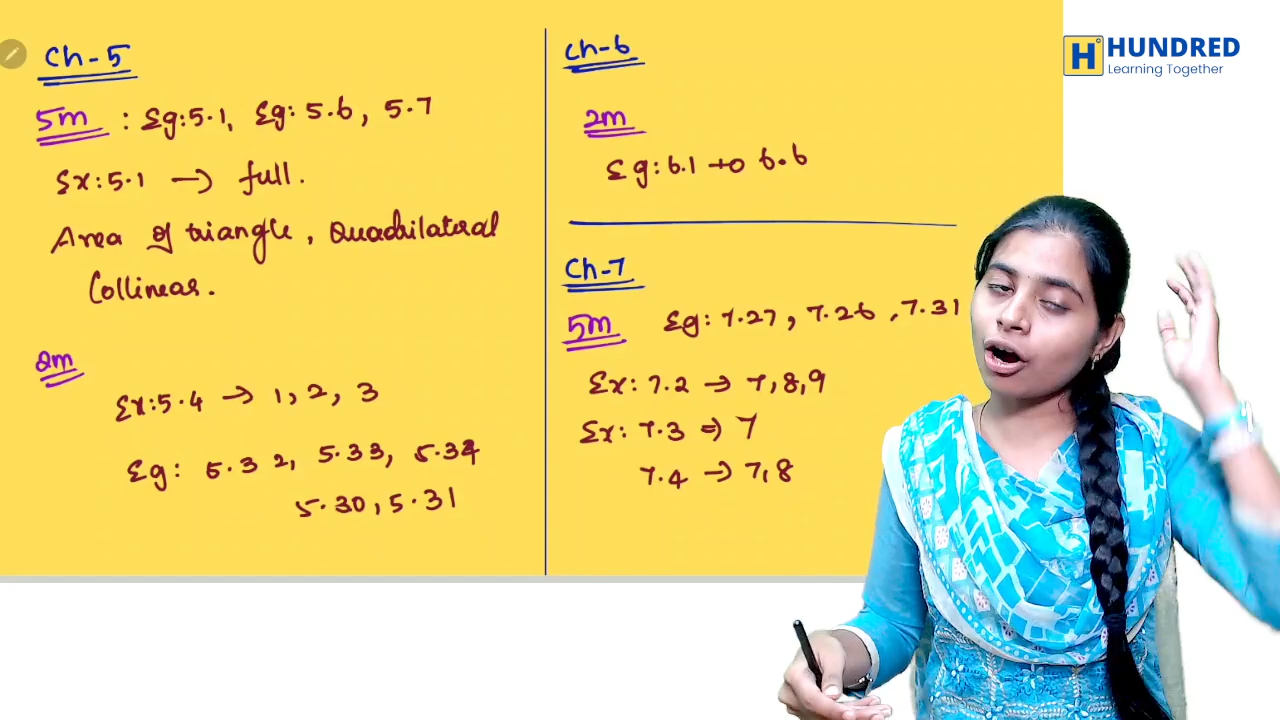 Ch-5
5m : Eg:5.1, Eg: 5.6, 5.7
Ex:5.1 → full.
Area of triangle, Quadrilateral
Collinear.
2m
Ex:5.4 → 1, 2, 3
Eg: 5.32, 5.33, 5.34
5.30, 5.31
Ch-6
2m
Eg:6.1 to 6.6
Ch-7
5m Eg: 7.27, 7.26, 7.31
Ex: 7.2 → 7,8,9
Ex: 7.3 ⇒ 7
7.4 → 7,8
H HUNDRED
Learning Together